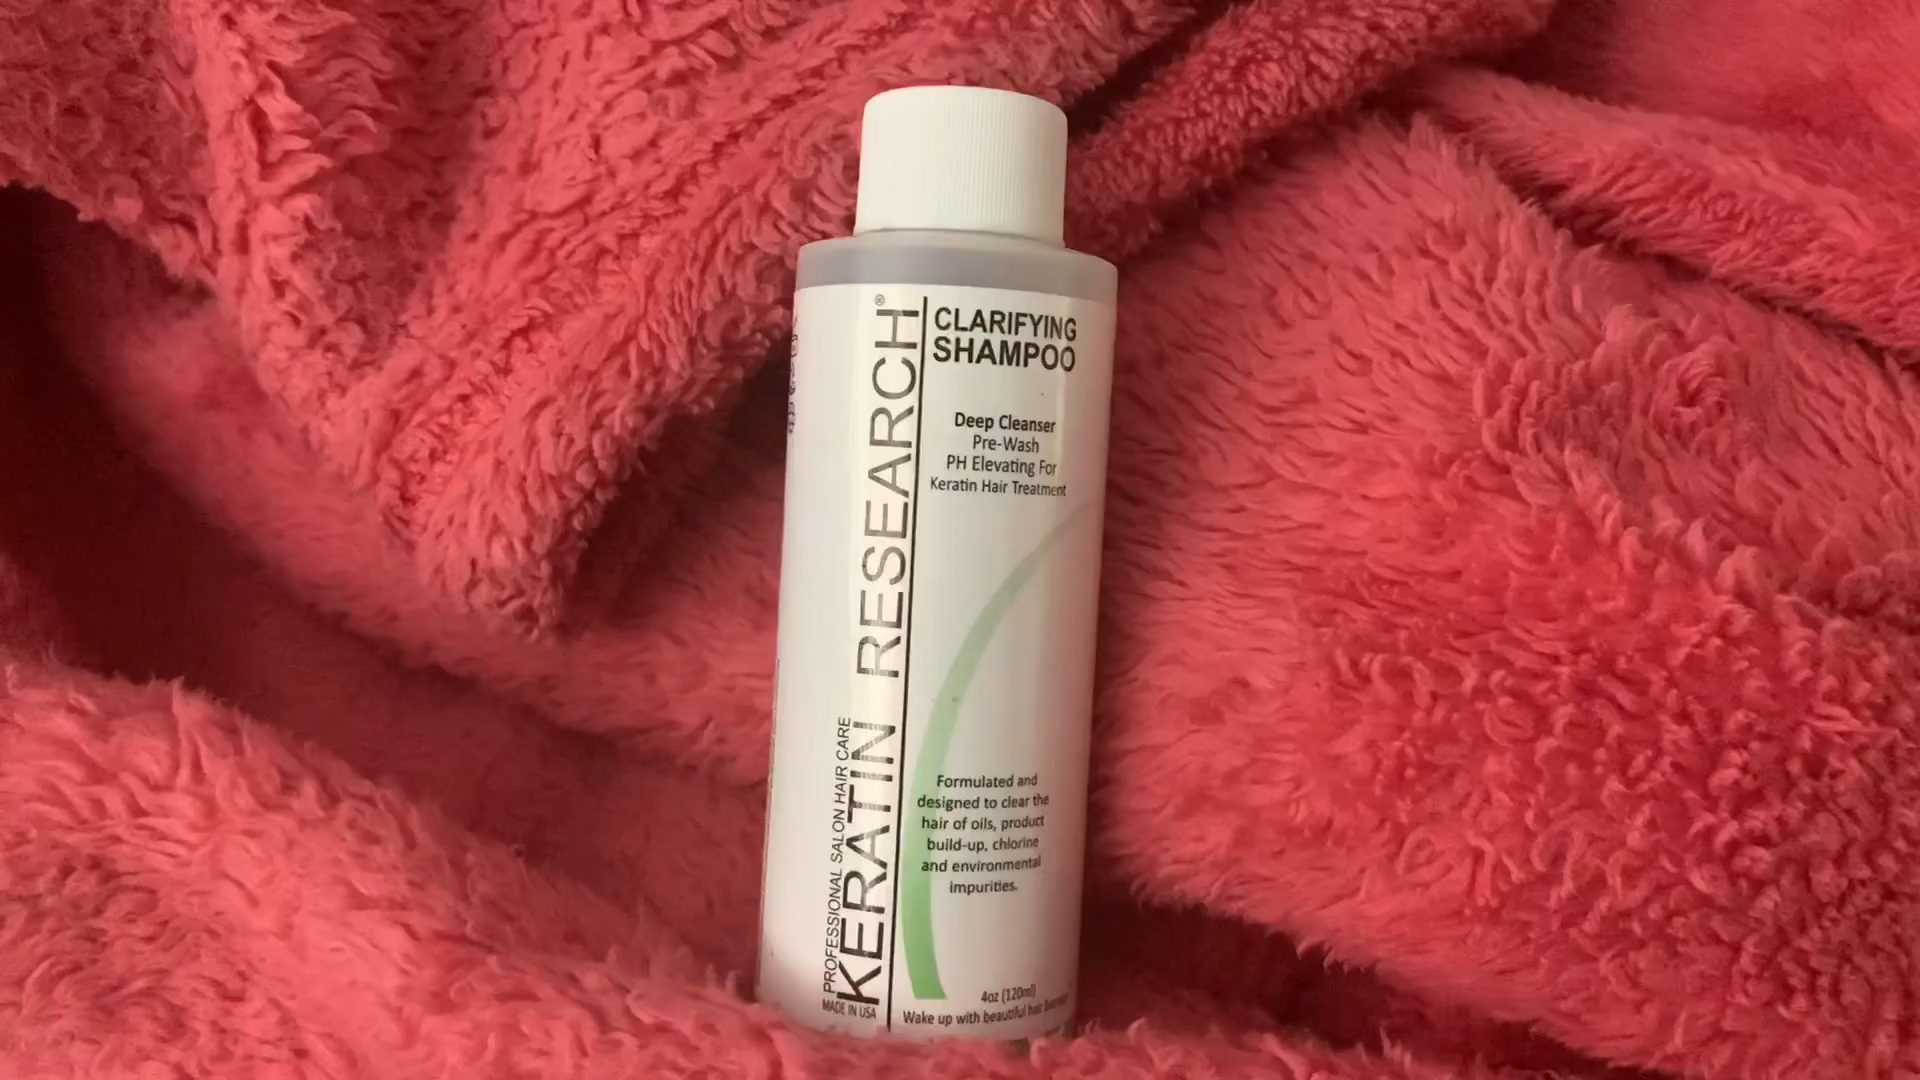 PROFESSIONAL SALON HAIR CARE
KERATIN RESEARCH®
MADE IN USA
CLARIFYING
SHAMPOO
Deep Cleanser
Pre-Wash
PH Elevating For
Keratin Hair Treatment
Formulated and
designed to clear the
hair of oils, product
build-up, chlorine
and environmental
impurities.
4oz (120ml)
Wake up with beautiful hair